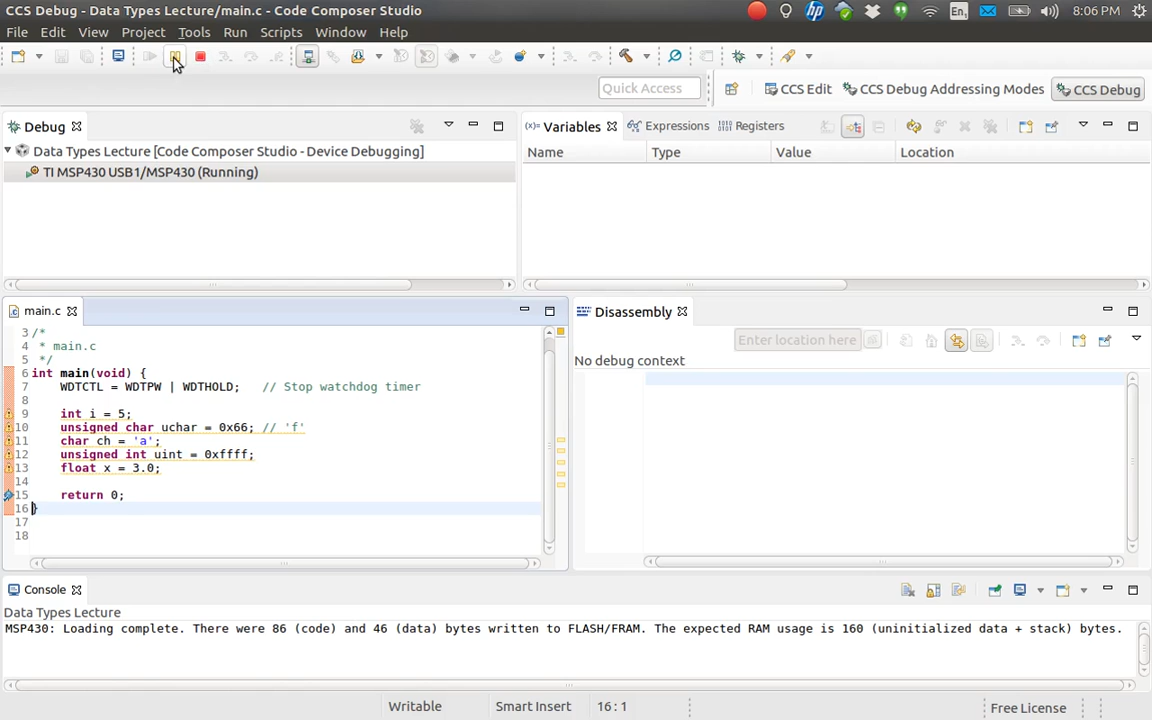 CCS Debug - Data Types Lecture/main.c - Code Composer Studio
En
8:06 PM
File Edit View Project Tools Run Scripts Window Help
Quick Access
CCS Edit
CCS Debug Addressing Modes
CCS Debug
Debug
Data Types Lecture [Code Composer Studio - Device Debugging]
TI MSP430 USB1/MSP430 (Running)
(x)= Variables
Expressions
Registers
Name Type Value Location
main.c
3 /*
4  * main.c
5  */
6 int main(void) {
7 WDTCTL = WDTPW | WDTHOLD; // Stop watchdog timer
8
9 int i = 5;
10 unsigned char uchar = 0x66; // 'f'
11 char ch = 'a';
12 unsigned int uint = 0xffff;
13 float x = 3.0;
14
15 return 0;
16 }
17
18
Disassembly
Enter location here
No debug context
Console
Data Types Lecture
MSP430: Loading complete. There were 86 (code) and 46 (data) bytes written to FLASH/FRAM. The expected RAM usage is 160 (uninitialized data + stack) bytes.
Writable
Smart Insert
16 : 1
Free License